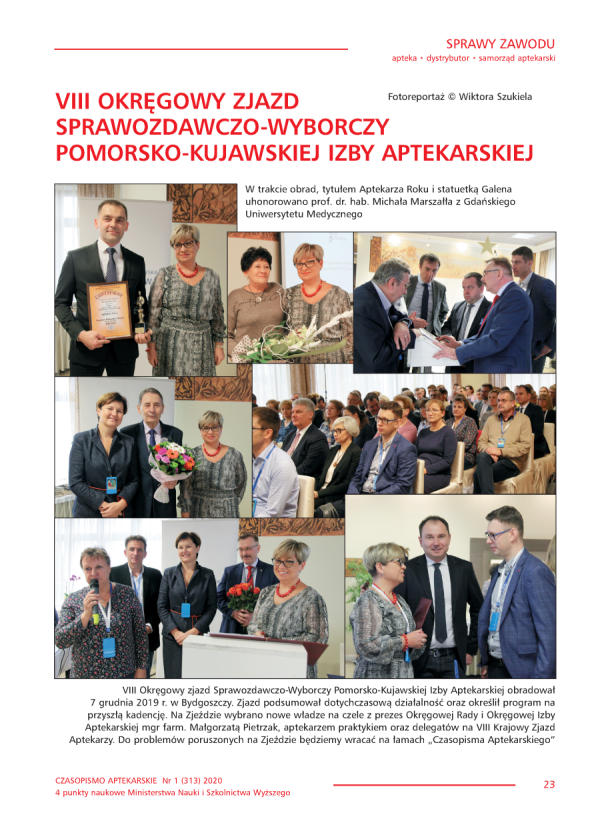 SPRAWY ZAWODU
apteka • dystrybutor • samorząd aptekarski
VIII OKRĘGOWY ZJAZD
Fotoreportaż © Wiktora Szukiela
SPRAWOZDAWCZO-WYBORCZY
POMORSKO-KUJAWSKIEJ IZBY APTEKARSKIEJ
W trakcie obrad, tytułem Aptekarza Roku i statuetką Galena
uhonorowano prof. dr. hab. Michała Marszałła z Gdańskiego
Uniwersytetu Medycznego
VIII Okręgowy zjazd Sprawozdawczo-Wyborczy Pomorsko-Kujawskiej Izby Aptekarskiej obradował
7 grudnia 2019 r. w Bydgoszczy. Zjazd podsumował dotychczasową działalność oraz określił program na
przyszłą kadencję. Na Zjeździe wybrano nowe władze na czele z prezes Okręgowej Rady i Okręgowej Izby
Aptekarskiej mgr farm. Małgorzatą Pietrzak, aptekarzem praktykiem oraz delegatów na VIII Krajowy Zjazd
Aptekarzy. Do problemów poruszonych na Zjeździe będziemy wracać na łamach „Czasopisma Aptekarskiego”
CZASOPISMO APTEKARSKIE Nr 1 (313) 2020
4 punkty naukowe Ministerstwa Nauki i Szkolnictwa Wyższego
23